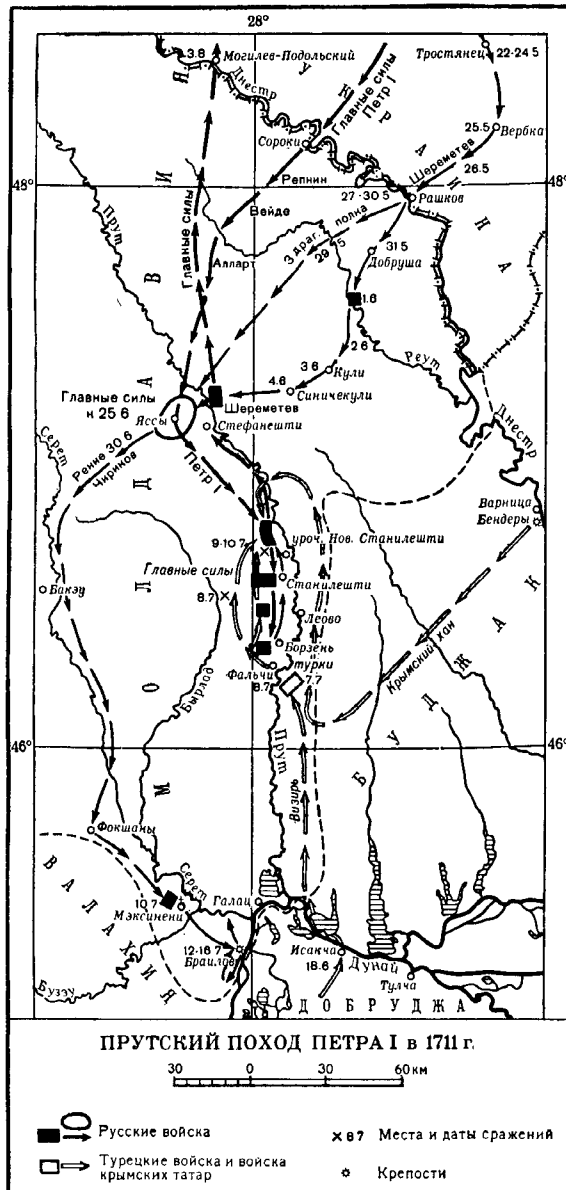 28°
3.8
Могилев-Подольский
Днестр
Главные силы
Петр I
Тростянец
22-24 5
У К Р А И Н А
25.5
Вербка
Сороки
Шереметев
26.5
48°
48°
Репнин
27-30 5
Рашков
Вейде
Прут
Главные силы
Алларт
3 драг. полка
29 5
31 5
Добруша
1.6
2 6
Реут
3 6
Кули
4.6
Синичекули
Главные силы
к 25 6
Шереметев
Яссы
Стефанешти
Днестр
Серет
Ренне 30 6
Чириков
Петр I
Варница
Бендеры
9-10 7
уроч. Нов. Станилешти
Главные силы
Станилешти
8.7
Бакэу
Леово
Борзень
Крымский хан
турки
Фальчи
8.7
7.7
Бырлад
46°
46°
М О Л Д А В И Я
Б У Д Ж А К
Прут
Визирь
Фокшаны
В А Л А Х И Я
Серет
10 7
Мэксинени
Галац
12-16 7
Браилов
Исакча
18.6
Дунай
Тулча
Бузэу
Д О Б Р У Д Ж А
ПРУТСКИЙ ПОХОД ПЕТРА I в 1711 г.
30 0 30 60 км
Русские войска
× 8 7 Места и даты сражений
Турецкие войска и войска
крымских татар
Крепости